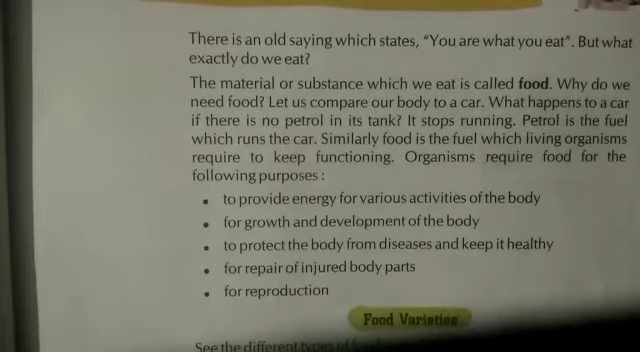 There is an old saying which states, "You are what you eat". But what
exactly do we eat?
The material or substance which we eat is called food. Why do we
need food? Let us compare our body to a car. What happens to a car
if there is no petrol in its tank? It stops running. Petrol is the fuel
which runs the car. Similarly food is the fuel which living organisms
require to keep functioning. Organisms require food for the
following purposes :
• to provide energy for various activities of the body
• for growth and development of the body
• to protect the body from diseases and keep it healthy
• for repair of injured body parts
• for reproduction
Food Varieties
See the different types of